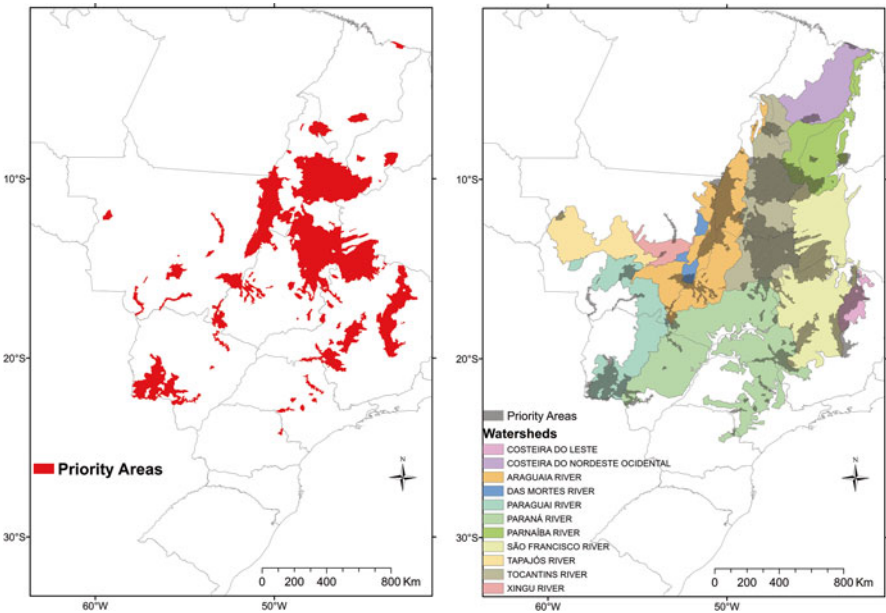 10°S
20°S
30°S
60°W
50°W
Priority Areas
N
0 200 400 800 Km
10°S
20°S
30°S
60°W
50°W
Priority Areas
Watersheds
COSTEIRA DO LESTE
COSTEIRA DO NORDESTE OCIDENTAL
ARAGUAIA RIVER
DAS MORTES RIVER
PARAGUAI RIVER
PARANÁ RIVER
PARNAÍBA RIVER
SÃO FRANCISCO RIVER
TAPAJÓS RIVER
TOCANTINS RIVER
XINGU RIVER
N
0 200 400 800 Km